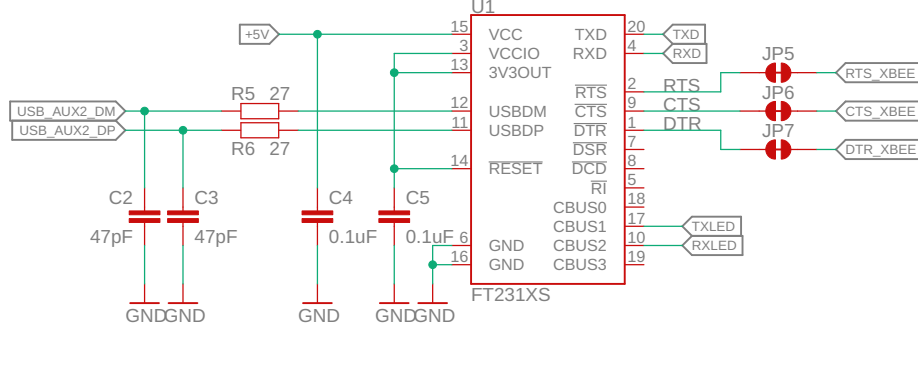 U1
+5V
15
VCC
TXD
20
TXD
3
VCCIO
RXD
4
RXD
13
3V3OUT
JP5
RTS_XBEE
RTS
2
RTS
R5 27
JP6
USB_AUX2_DM
12
USBDM
CTS
9
CTS
CTS_XBEE
USB_AUX2_DP
11
USBDP
DTR
1
DTR
JP7
R6 27
DSR
7
DTR_XBEE
14
RESET
DCD
8
RI
5
C2
C3
C4
C5
CBUS0
18
CBUS1
17
TXLED
47pF
47pF
0.1uF
0.1uF
6
GND
CBUS2
10
RXLED
16
GND
CBUS3
19
FT231XS
GND
GND
GND
GND
GND